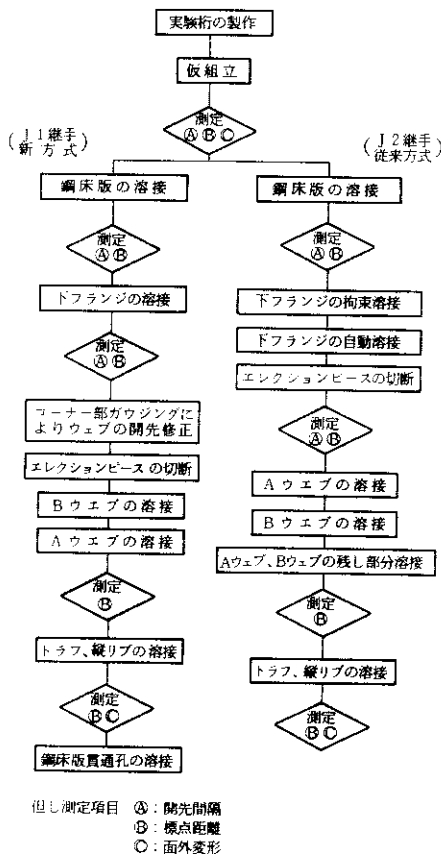 実験桁の製作
仮組立
測定
Ⓐ Ⓑ Ⓒ
(J1継手
新方式)
(J2継手
従来方式)
鋼床版の溶接
測定
Ⓐ Ⓑ
下フランジの溶接
測定
Ⓐ Ⓑ
コーナー部ガウジングに
よりウェブの開先修正
エレクションピースの切断
Bウエブの溶接
Aウエブの溶接
測定
Ⓑ
トラフ、縦リブの溶接
測定
Ⓑ Ⓒ
鋼床版貫通孔の溶接
鋼床版の溶接
測定
Ⓐ Ⓑ
下フランジの拘束溶接
下フランジの自動溶接
エレクションピースの切断
測定
Ⓐ Ⓑ
Aウエブの溶接
Bウエブの溶接
Aウェブ、Bウェブの残し部分溶接
測定
Ⓑ
トラフ、縦リブの溶接
測定
Ⓑ Ⓒ
但し測定項目 Ⓐ:開先間隔
Ⓑ:標点距離
Ⓒ:面外変形